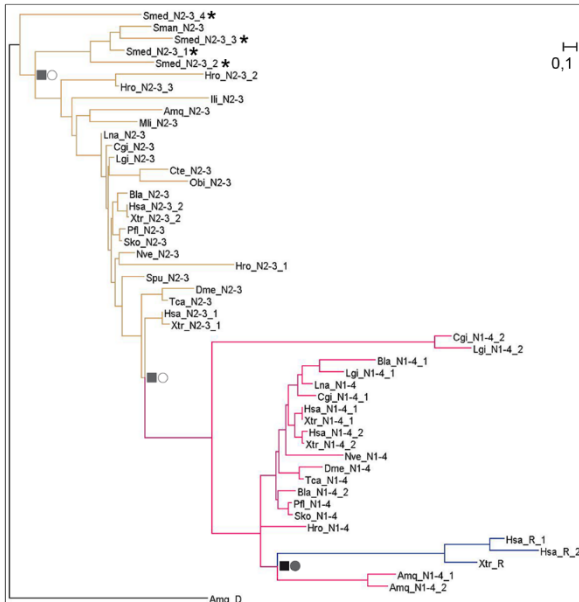 Smed_N2-3_4 *
Sman_N2-3
Smed_N2-3_3 *
Smed_N2-3_1 *
Smed_N2-3_2 *
0,1
Hro_N2-3_2
Hro_N2-3_3
Ili_N2-3
Amq_N2-3
Mli_N2-3
Lna_N2-3
Cgi_N2-3
Lgi_N2-3
Cte_N2-3
Obi_N2-3
Bla_N2-3
Hsa_N2-3_2
Xtr_N2-3_2
Pfl_N2-3
Sko_N2-3
Nve_N2-3
Hro_N2-3_1
Spu_N2-3
Dme_N2-3
Tca_N2-3
Hsa_N2-3_1
Xtr_N2-3_1
Cgi_N1-4_2
Lgi_N1-4_2
Bla_N1-4_1
Lgi_N1-4_1
Lna_N1-4
Cgi_N1-4_1
Hsa_N1-4_1
Xtr_N1-4_1
Hsa_N1-4_2
Xtr_N1-4_2
Nve_N1-4
Dme_N1-4
Tca_N1-4
Bla_N1-4_2
Pfl_N1-4
Sko_N1-4
Hro_N1-4
Hsa_R_1
Hsa_R_2
Xtr_R
Amq_N1-4_1
Amq_N1-4_2
Amq_D